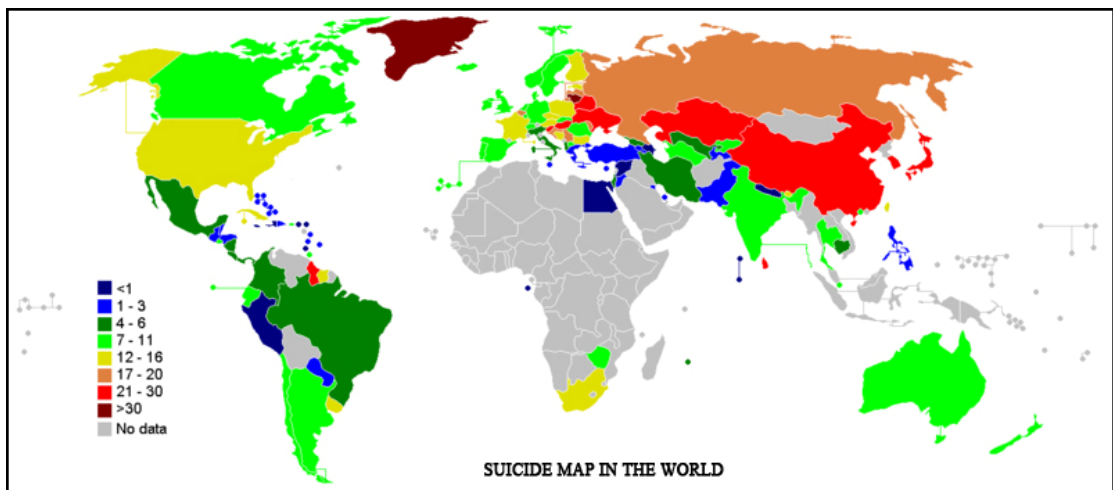 <1
1 - 3
4 - 6
7 - 11
12 - 16
17 - 20
21 - 30
>30
No data
SUICIDE MAP IN THE WORLD